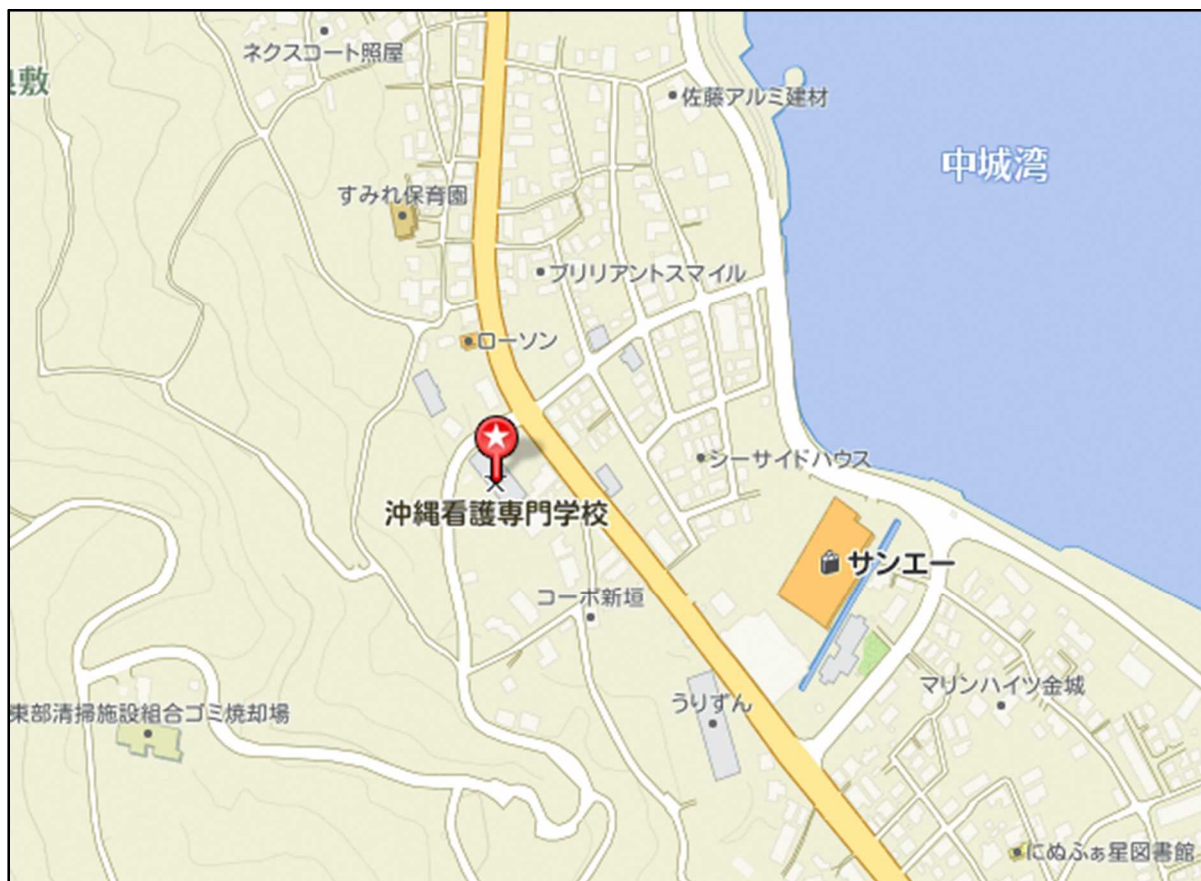 ネクスコート照屋
敷
佐藤アルミ建材
中城湾
すみれ保育園
ブリリアントスマイル
ローソン
シーサイドハウス
沖縄看護専門学校
サンエー
コーポ新垣
マリンハイツ金城
うりずん
東部清掃施設組合ゴミ焼却場
にぬふぁ星図書館